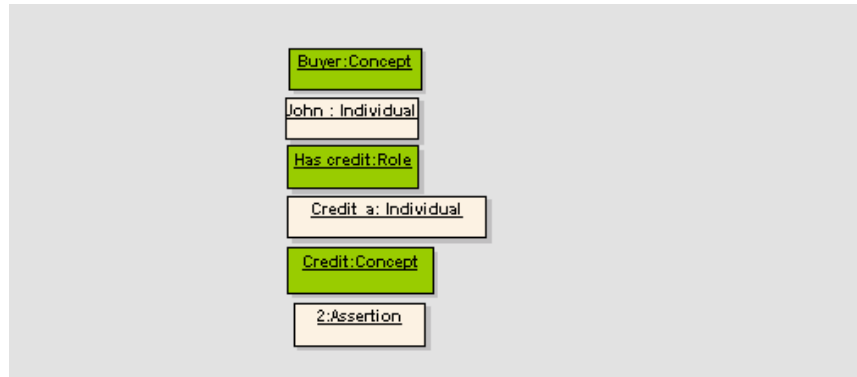 Buyer:Concept
John : Individual
Has credit:Role
Credit a: Individual
Credit:Concept
2:Assertion